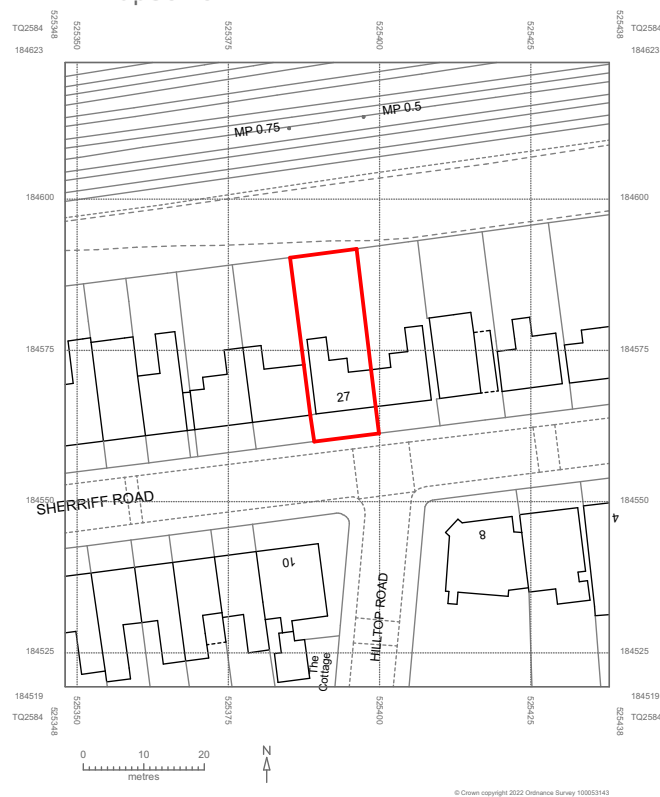 TQ2584
525348
525350
525375
525400
525425
525438
TQ2584
184623
184623
MP 0.75
MP 0.5
184600
184600
184575
184575
27
184550
SHERRIFF ROAD
184550
4
10
8
HILLTOP ROAD
184525
184525
The
Cottage
184519
184519
TQ2584
525348
525350
525375
525400
525425
525438
TQ2584
0 10 20
metres
N
© Crown copyright 2022 Ordnance Survey 100053143